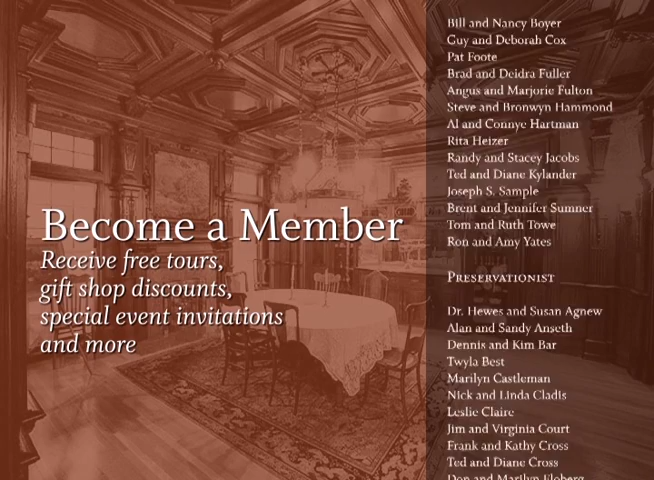 Become a Member
Receive free tours,
gift shop discounts,
special event invitations
and more
Bill and Nancy Boyer
Guy and Deborah Cox
Pat Foote
Brad and Deidra Fuller
Angus and Marjorie Fulton
Steve and Bronwyn Hammond
Al and Connye Hartman
Rita Heizer
Randy and Stacey Jacobs
Ted and Diane Kylander
Joseph S. Sample
Brent and Jennifer Sumner
Tom and Ruth Towe
Ron and Amy Yates
Preservationist
Dr. Hewes and Susan Agnew
Alan and Sandy Anseth
Dennis and Kim Bar
Twyla Best
Marilyn Castleman
Nick and Linda Cladis
Leslie Claire
Jim and Virginia Court
Frank and Kathy Cross
Ted and Diane Cross
Don and Marilyn Floberg